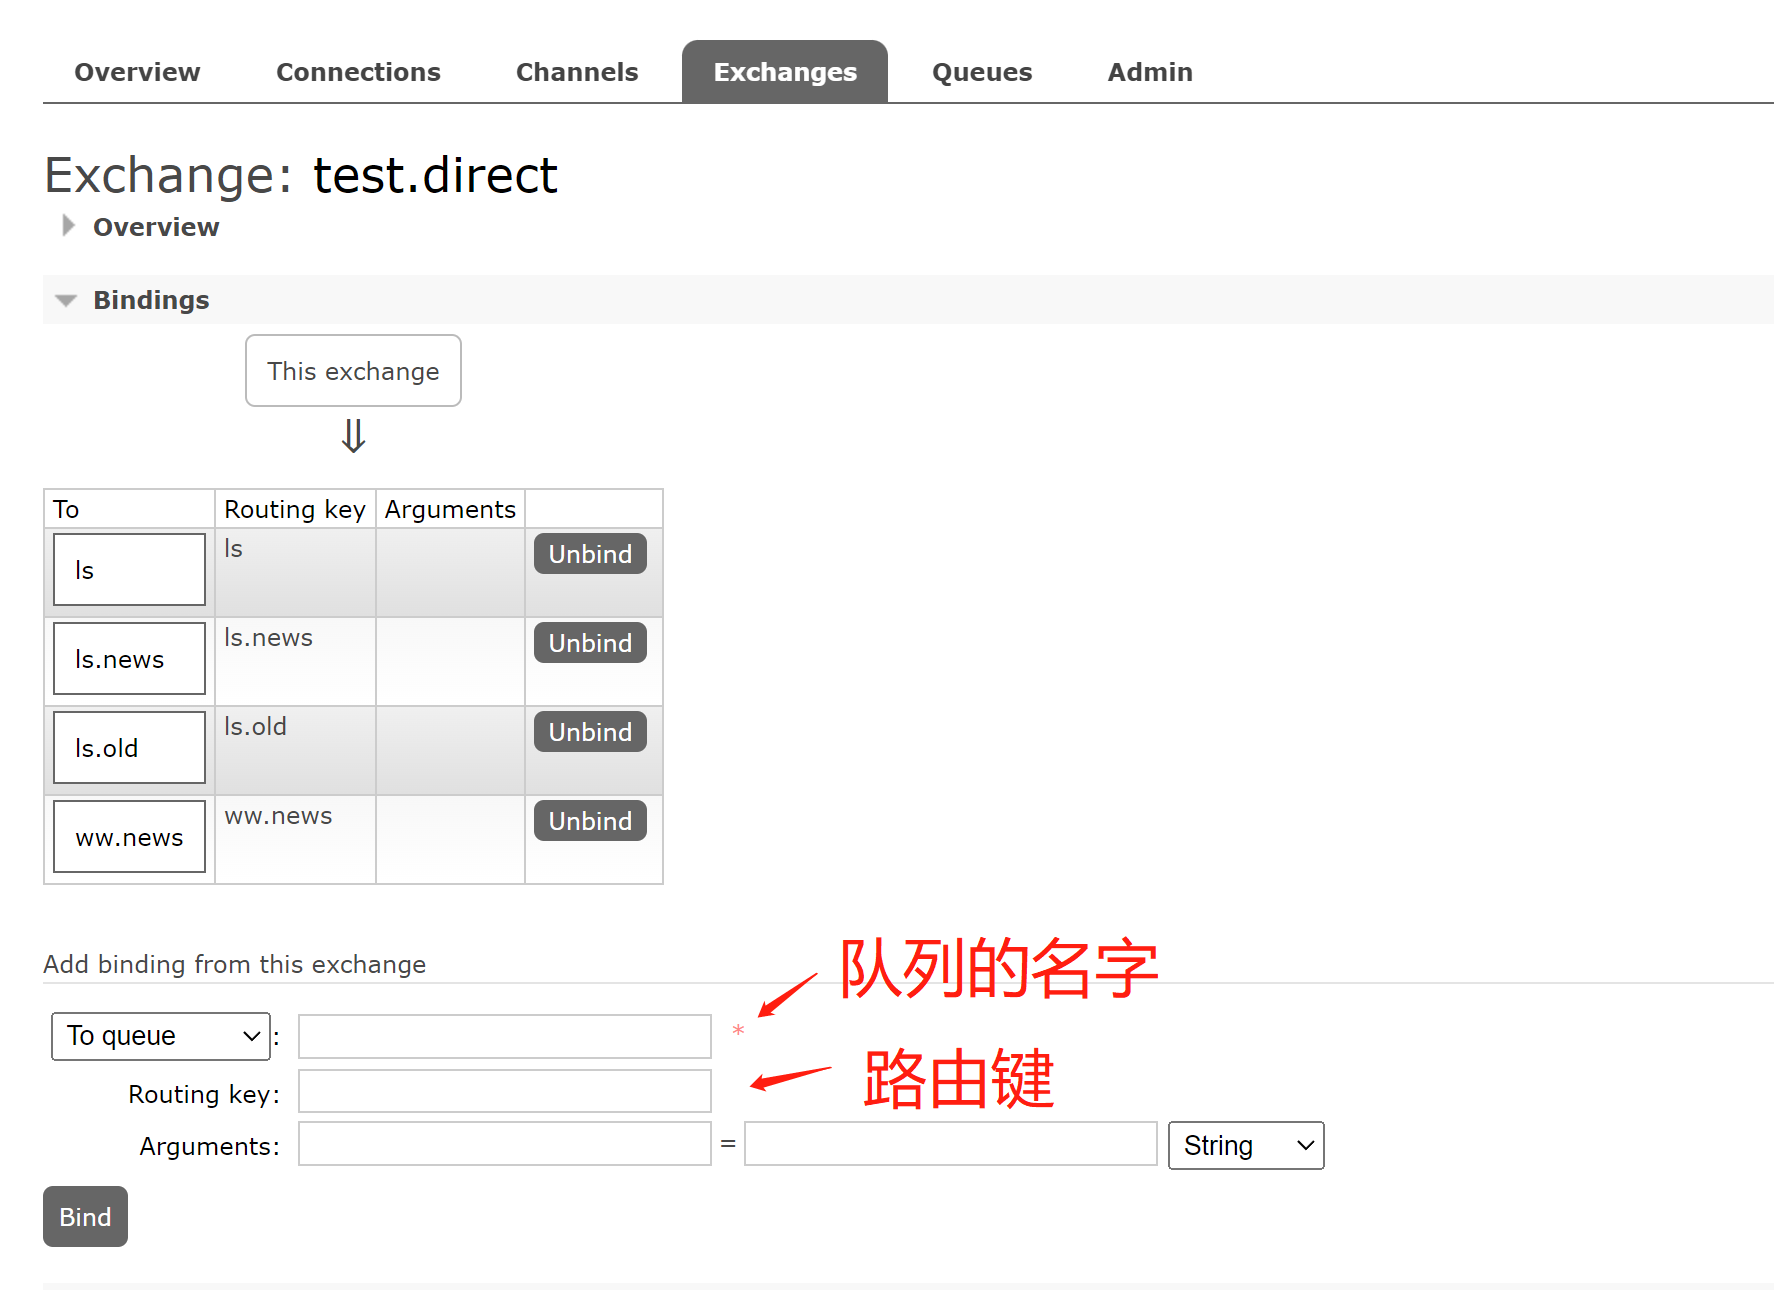 Overview Connections Channels Exchanges Queues Admin
Exchange: test.direct
Overview
Bindings
This exchange
⇓
To Routing key Arguments
ls ls Unbind
ls.news ls.news Unbind
ls.old ls.old Unbind
ww.news ww.news Unbind
Add binding from this exchange
队列的名字
To queue : *
Routing key: 路由键
Arguments: = String
Bind